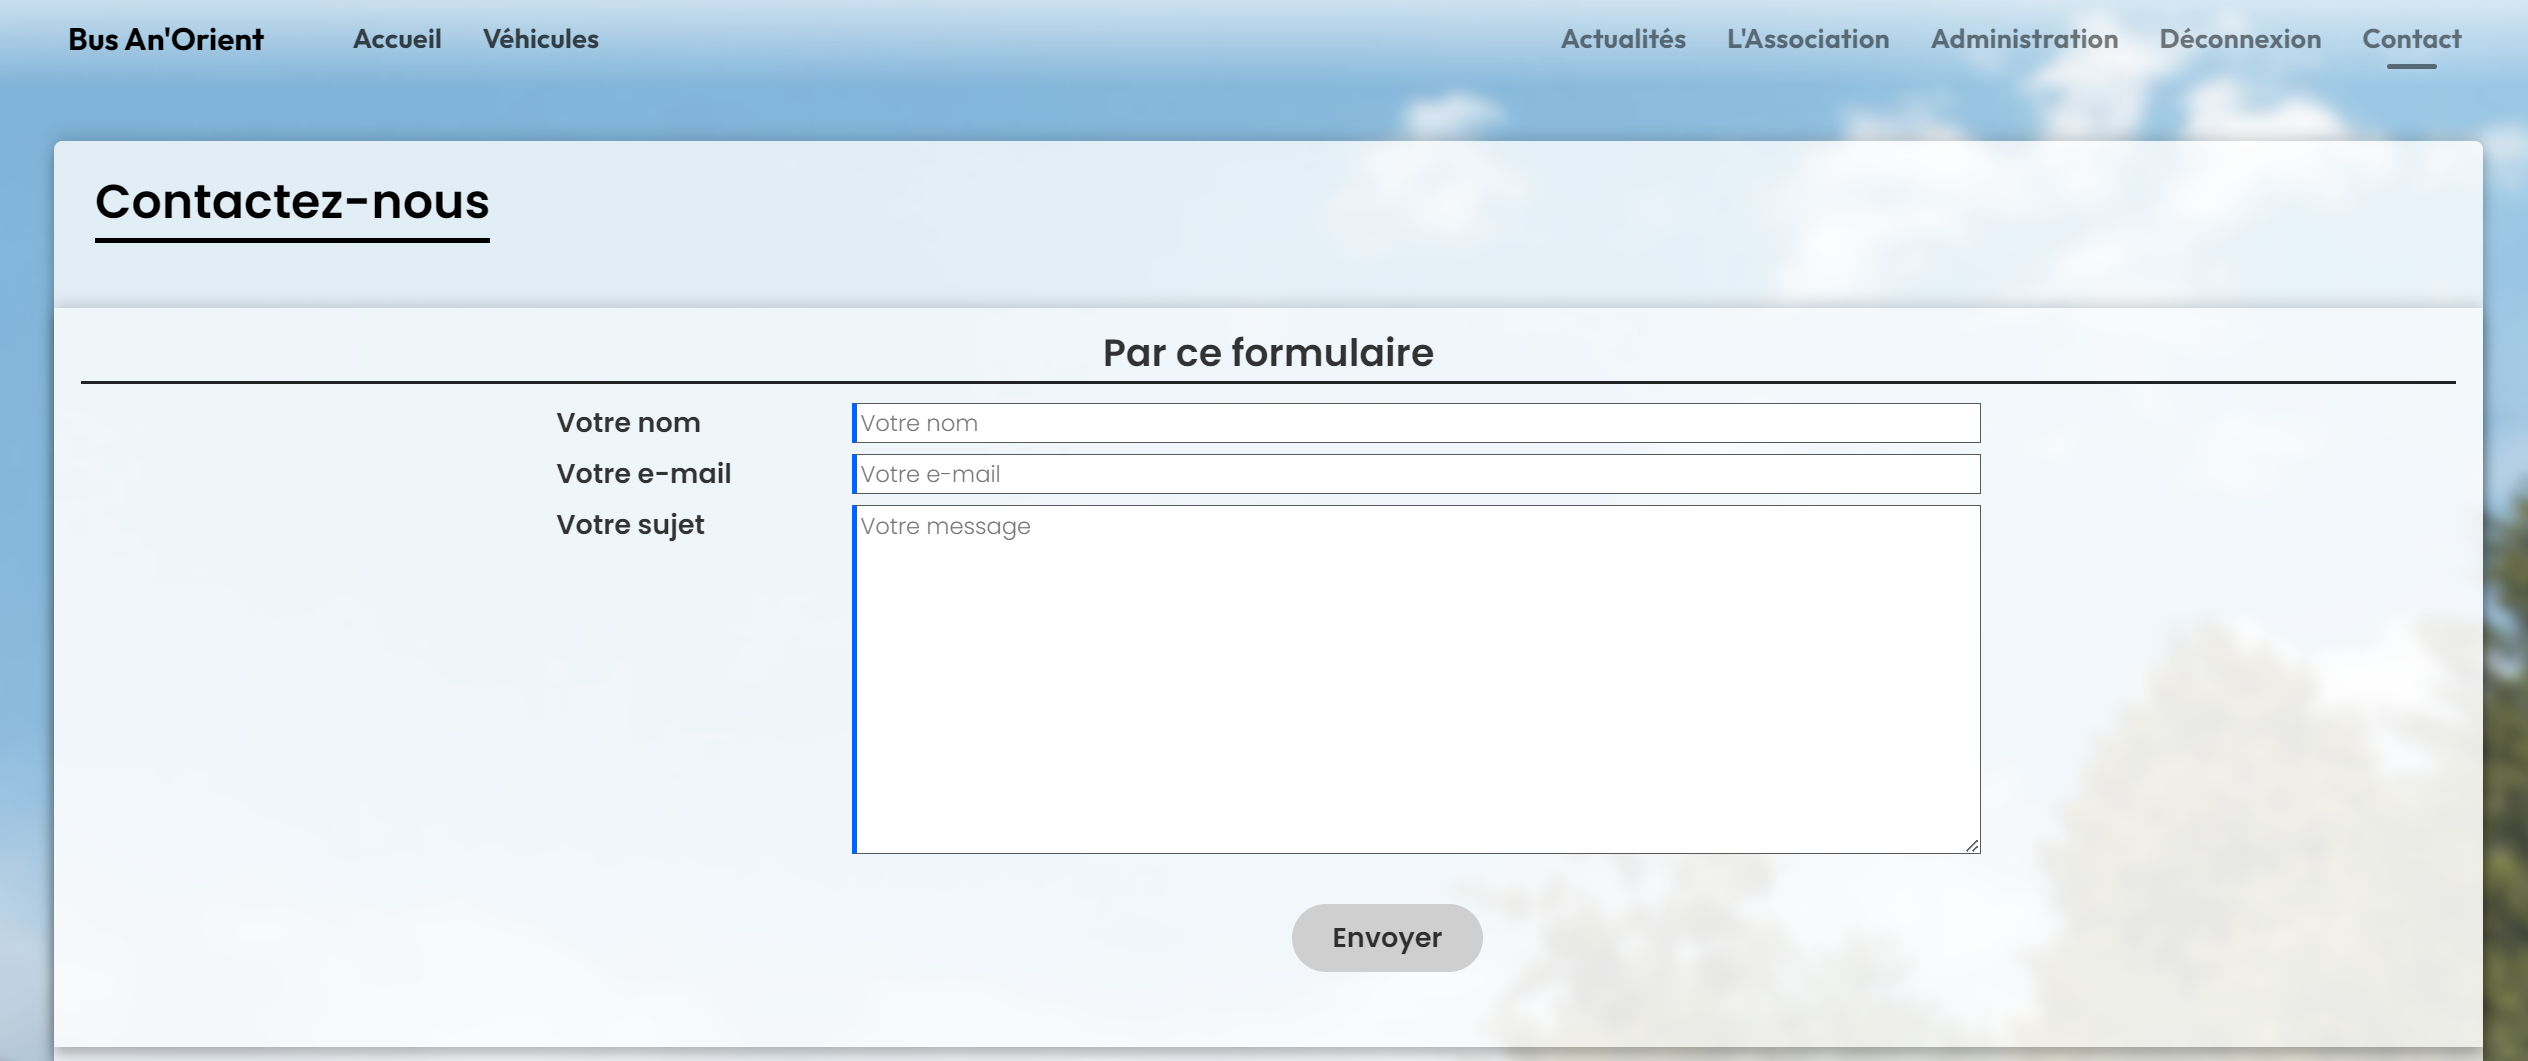 Bus An'Orient Accueil Véhicules Actualités L'Association Administration Déconnexion Contact
Contactez-nous
Par ce formulaire
Votre nom Votre nom
Votre e-mail Votre e-mail
Votre sujet Votre message
Envoyer